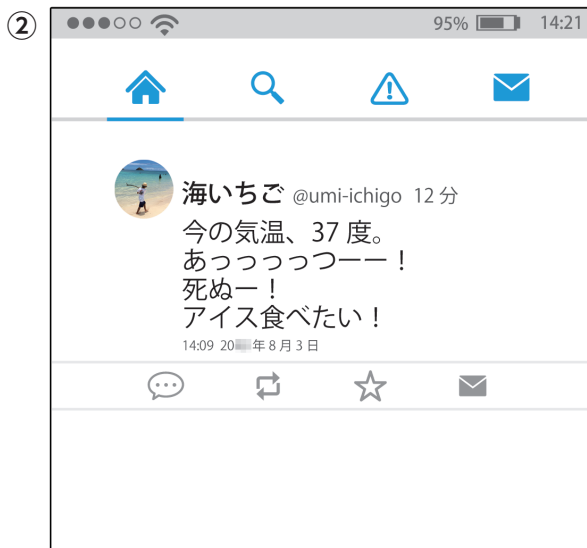 ②
95% 14:21
海いちご @umi-ichigo 12 分
今の気温、37 度。
あっっっっつーー！
死ぬー！
アイス食べたい！
14:09 20 年 8 月 3 日